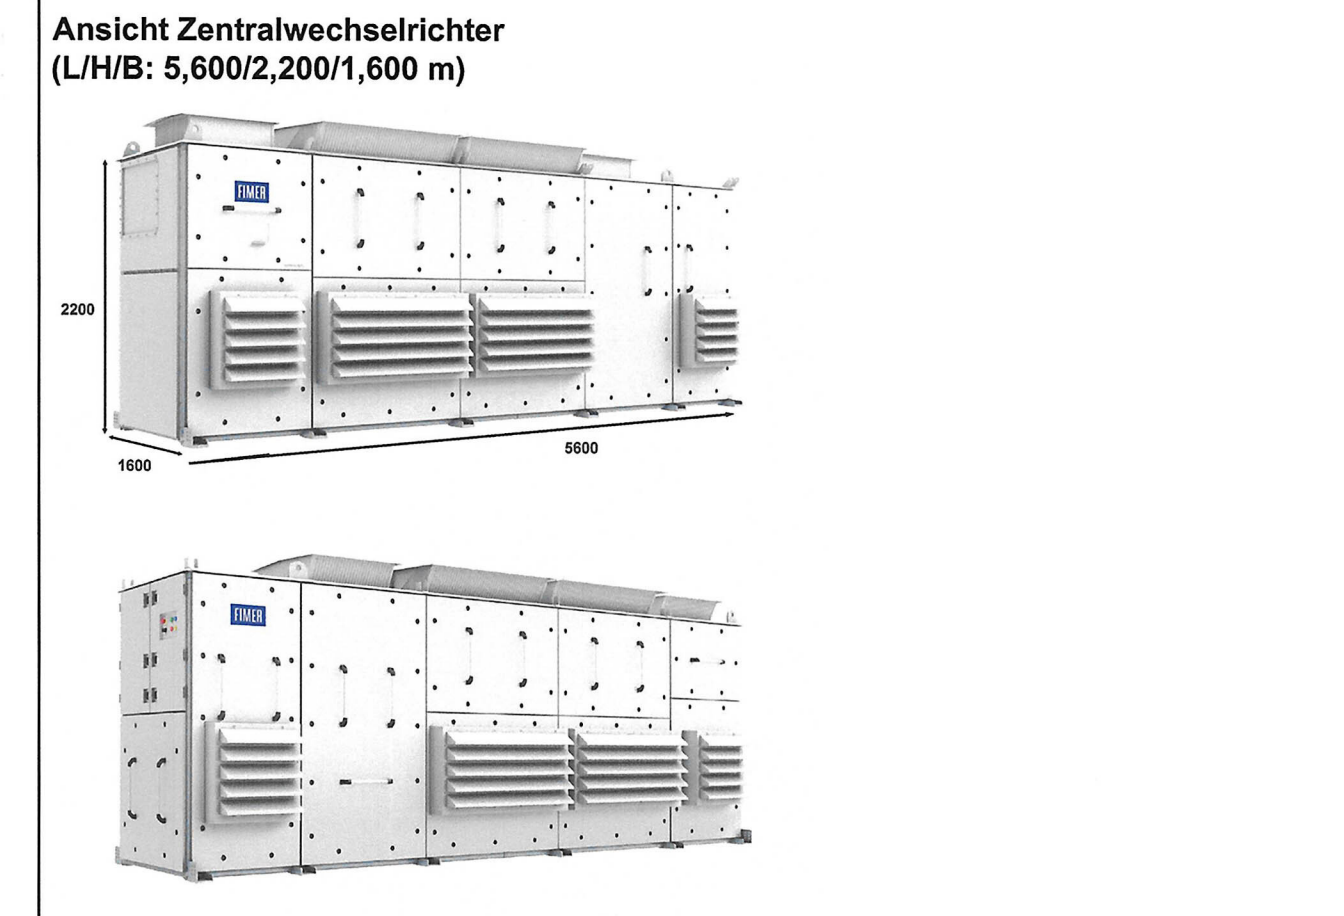 Ansicht Zentralwechselrichter
(L/H/B: 5,600/2,200/1,600 m)
FIMER
2200
1600
5600
FIMER